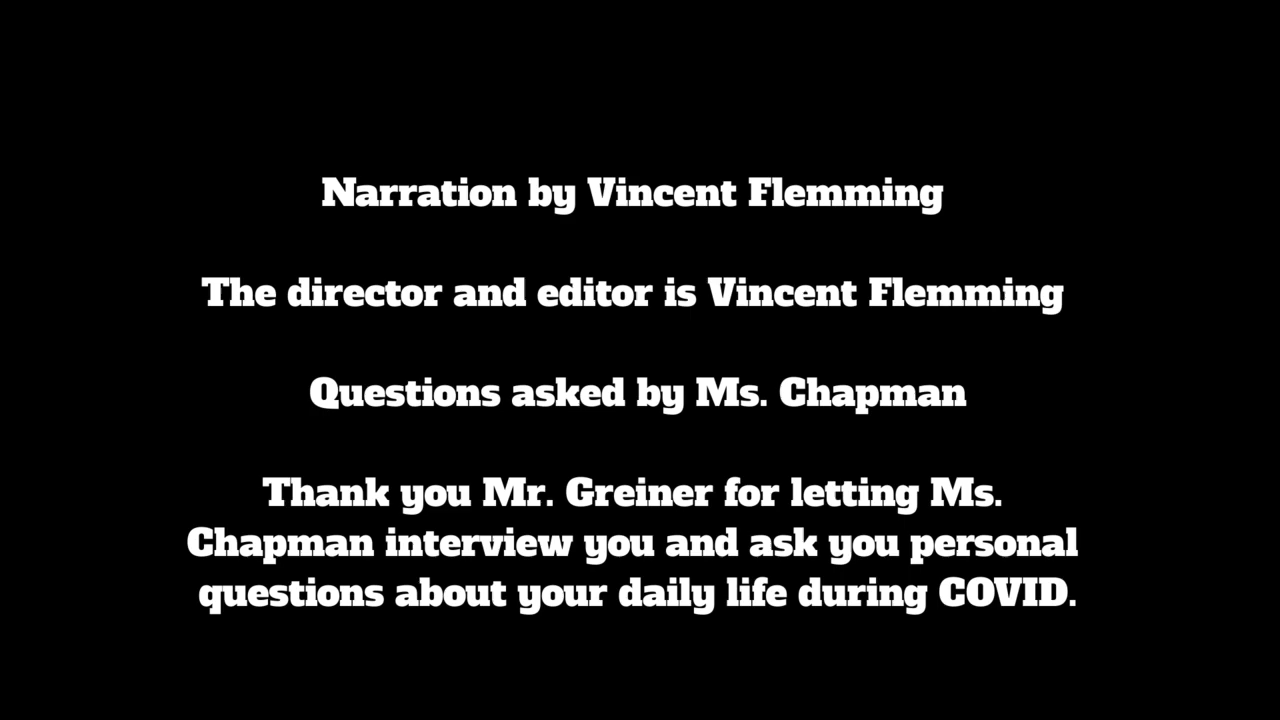 Narration by Vincent Flemming
The director and editor is Vincent Flemming
Questions asked by Ms. Chapman
Thank you Mr. Greiner for letting Ms.
Chapman interview you and ask you personal
questions about your daily life during COVID.